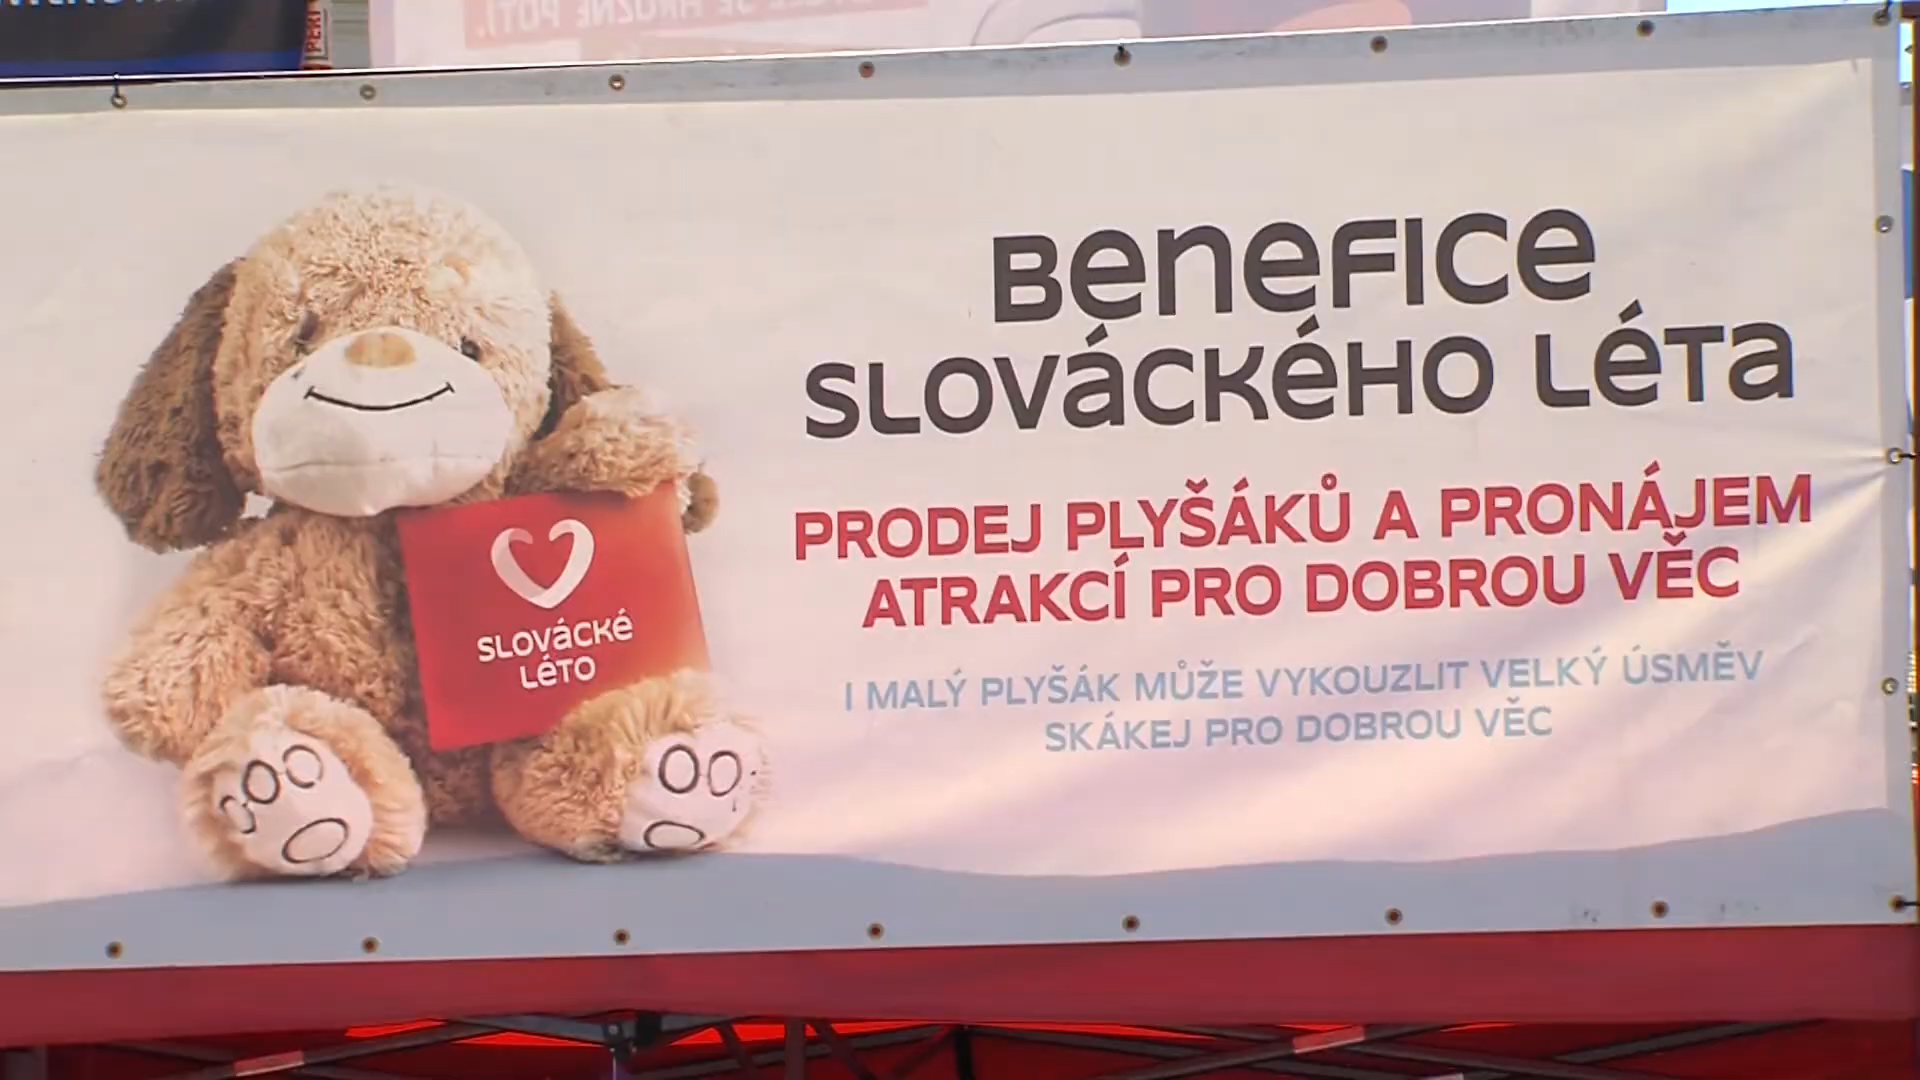 BENEFICE
SLOVÁCKÉHO LÉTA
PRODEJ PLYŠÁKŮ A PRONÁJEM
ATRAKCÍ PRO DOBROU VĚC
I MALÝ PLYŠÁK MŮŽE VYKOUZLIT VELKÝ ÚSMĚV
SKÁKEJ PRO DOBROU VĚC
SLOVÁCKÉ
LÉTO